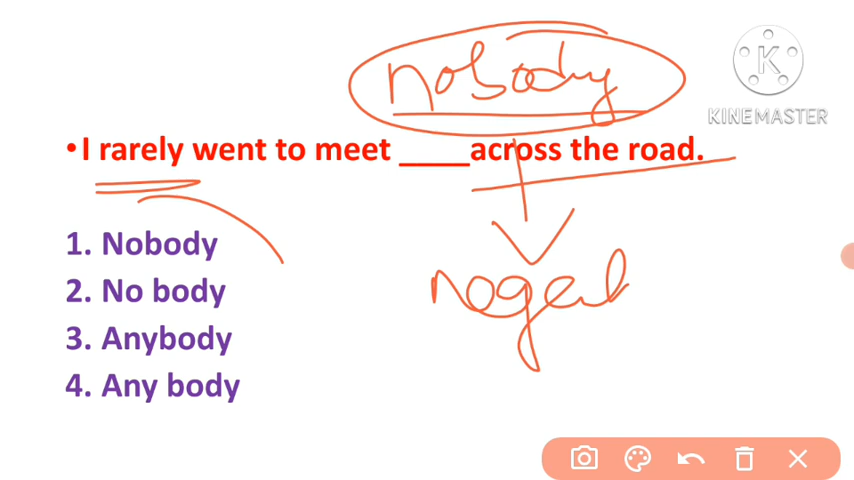 nobody
KINEMASTER
•I rarely went to meet ____across the road.
1. Nobody
2. No body
3. Anybody
4. Any body